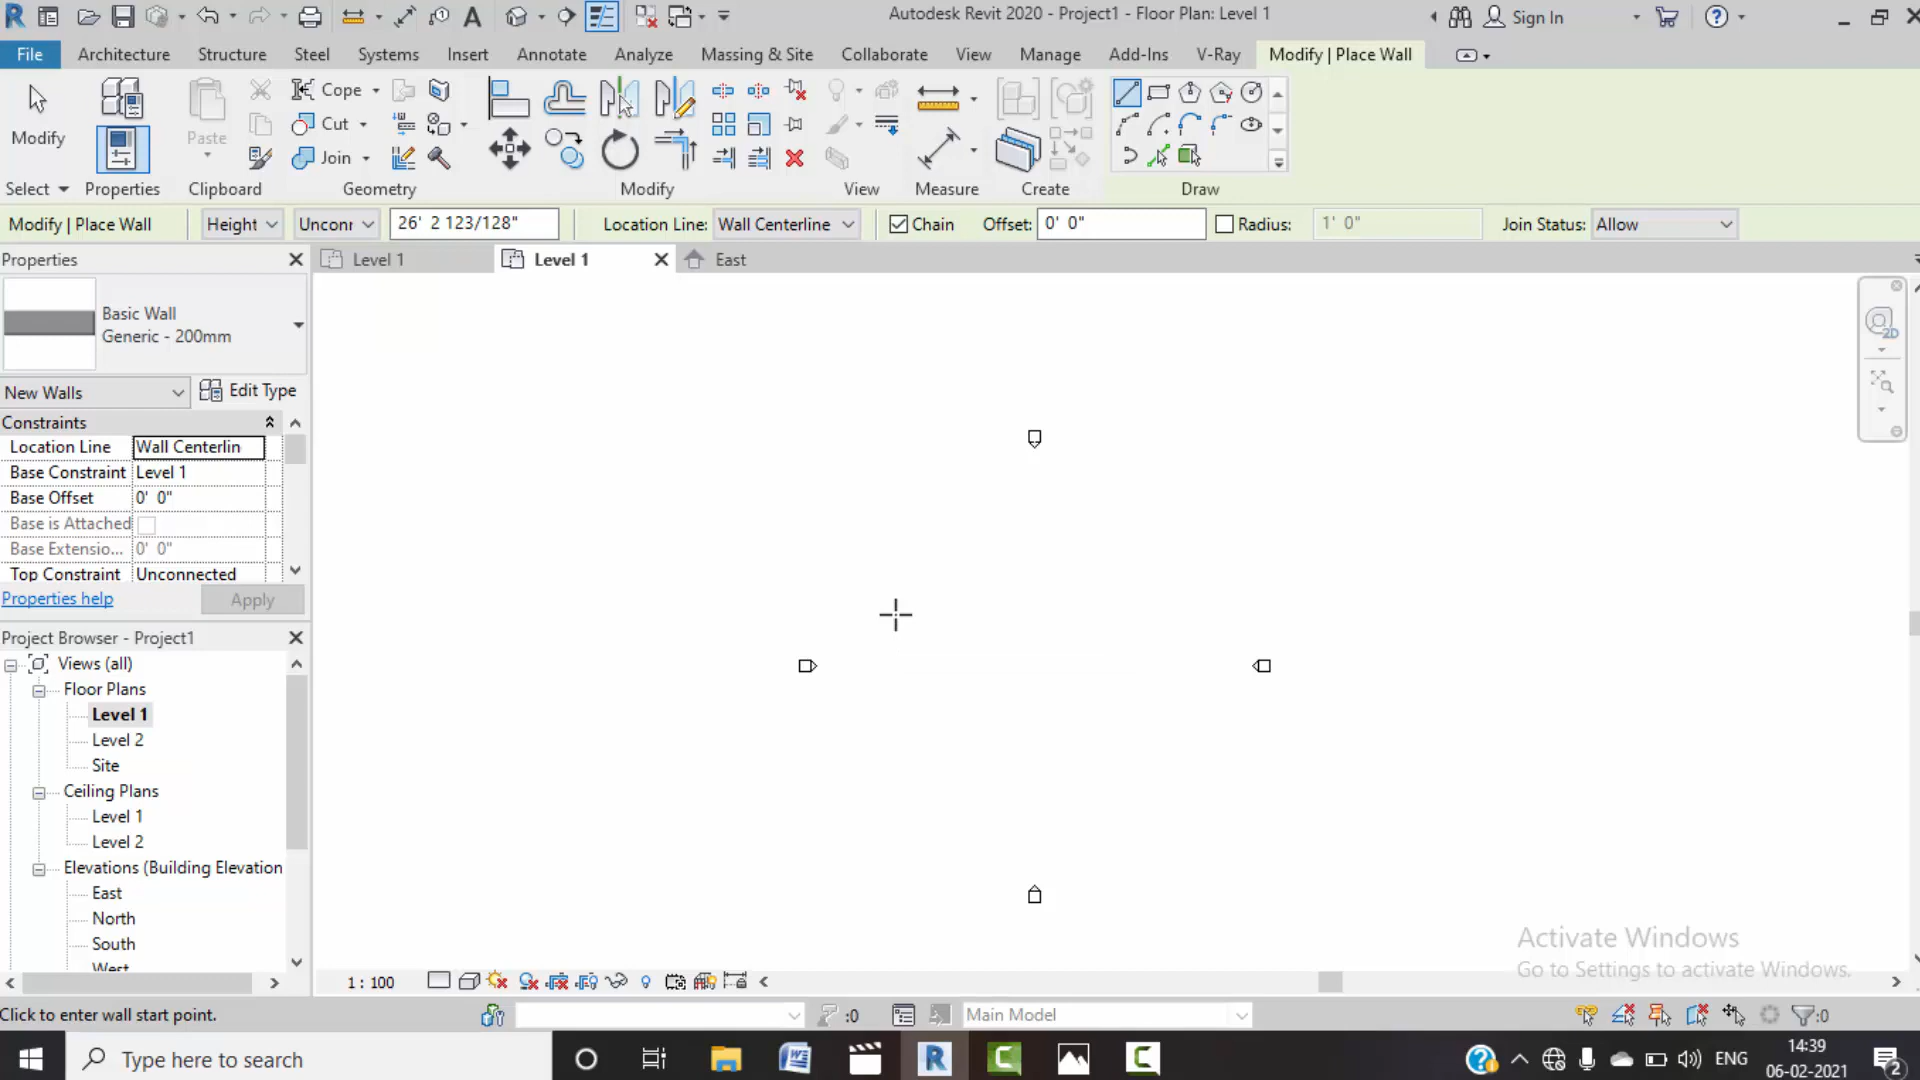 Autodesk Revit 2020 - Project1 - Floor Plan: Level 1
Sign In
File Architecture Structure Steel Systems Insert Annotate Analyze Massing & Site Collaborate View Manage Add-Ins V-Ray Modify | Place Wall
Modify
Paste
Cope
Cut
Join
Select Properties Clipboard Geometry Modify View Measure Create Draw
Modify | Place Wall Height Unconr 26' 2 123/128" Location Line: Wall Centerline Chain Offset: 0' 0" Radius: 1' 0" Join Status: Allow
Properties
Level 1 Level 1 East
Basic Wall
Generic - 200mm
New Walls Edit Type
Constraints
Location Line Wall Centerlin
Base Constraint Level 1
Base Offset 0' 0"
Base is Attached
Base Extensio... 0' 0"
Top Constraint Unconnected
Properties help Apply
Project Browser - Project1
Views (all)
Floor Plans
Level 1
Level 2
Site
Ceiling Plans
Level 1
Level 2
Elevations (Building Elevation
East
North
South
West
2D
Activate Windows
Go to Settings to activate Windows.
1 : 100
Click to enter wall start point. :0 Main Model :0
Type here to search
ENG
14:39
06-02-2021
2